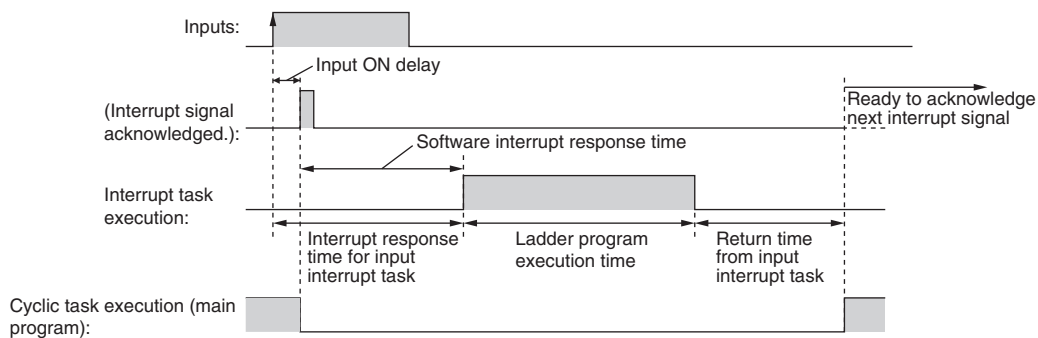 Inputs:
Input ON delay
(Interrupt signal
acknowledged.):
Ready to acknowledge
next interrupt signal
Software interrupt response time
Interrupt task
execution:
Interrupt response
time for input
interrupt task
Ladder program
execution time
Return time
from input
interrupt task
Cyclic task execution (main
program):